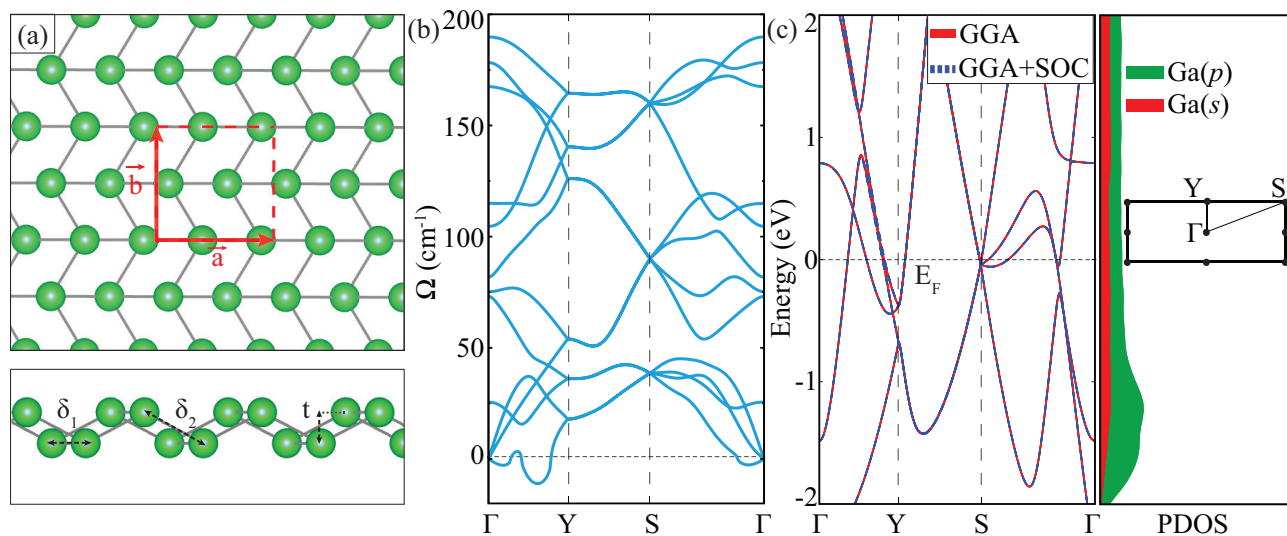 (a)
b
a
δ1
δ2
t
(b)
Ω (cm-1)
200
150
100
50
0
Γ
Y
S
Γ
(c)
Energy (eV)
2
1
0
-1
-2
GGA
GGA+SOC
EF
Γ
Y
S
Γ
Ga(p)
Ga(s)
Y
S
Γ
PDOS